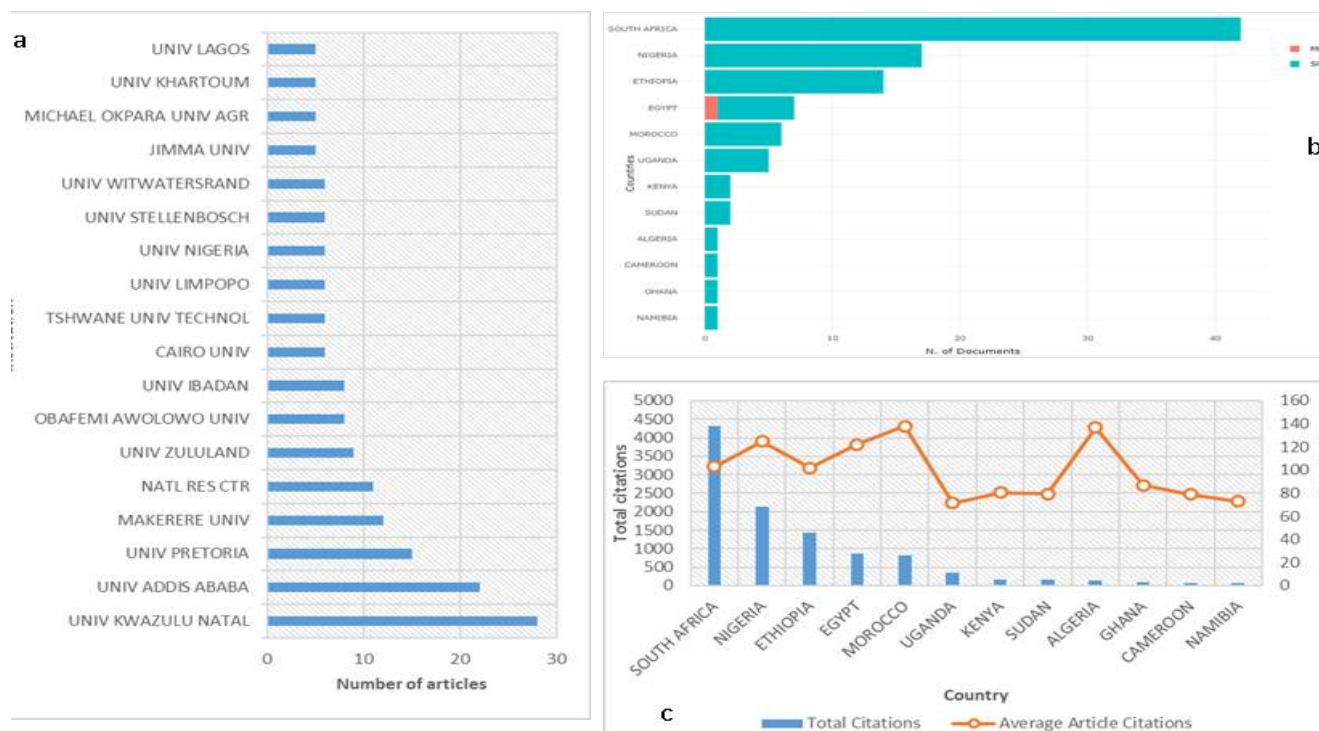 a
UNIV LAGOS
UNIV KHARTOUM
MICHAEL OKPARA UNIV AGR
JIMMA UNIV
UNIV WITWATERSRAND
UNIV STELLENBOSCH
UNIV NIGERIA
UNIV LIMPOPO
TSHWANE UNIV TECHNOL
CAIRO UNIV
UNIV IBADAN
OBAFEMI AWOLOWO UNIV
UNIV ZULULAND
NATL RES CTR
MAKERERE UNIV
UNIV PRETORIA
UNIV ADDIS ABABA
UNIV KWAZULU NATAL
0 10 20 30
Number of articles
b
SOUTH AFRICA
NIGERIA
ETHIOPIA
EGYPT
MOROCCO
UGANDA
KENYA
SUDAN
ALGERIA
CAMEROON
GHANA
NAMIBIA
Countries
0 10 20 30 40
N. of Documents
5000
4500
4000
3500
3000
2500
2000
1500
1000
500
0
Total citations
160
140
120
100
80
60
40
20
0
SOUTH AFRICA
NIGERIA
ETHIOPIA
EGYPT
MOROCCO
UGANDA
KENYA
SUDAN
ALGERIA
GHANA
CAMEROON
NAMIBIA
Country
c
Total Citations
Average Article Citations